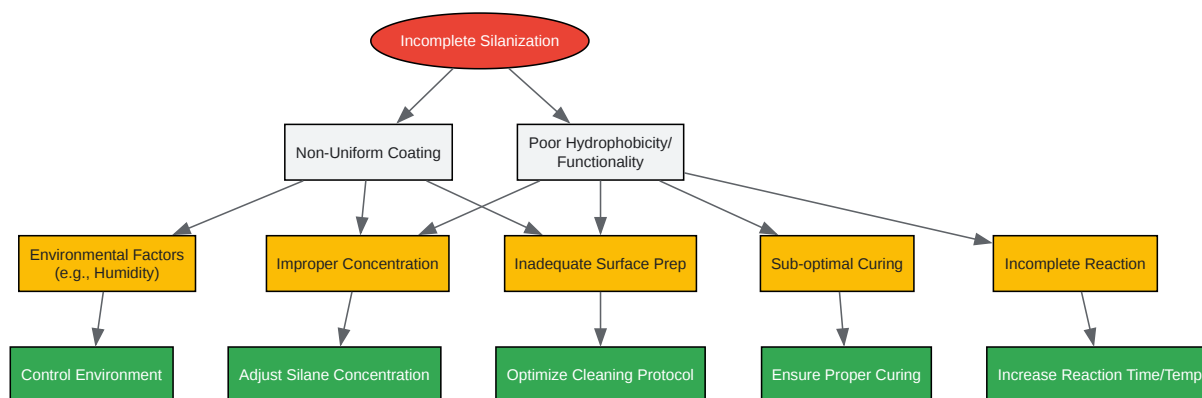 Incomplete Silanization
Non-Uniform Coating
Poor Hydrophobicity/
Functionality
Environmental Factors
(e.g., Humidity)
Improper Concentration
Inadequate Surface Prep
Sub-optimal Curing
Incomplete Reaction
Control Environment
Adjust Silane Concentration
Optimize Cleaning Protocol
Ensure Proper Curing
Increase Reaction Time/Temp